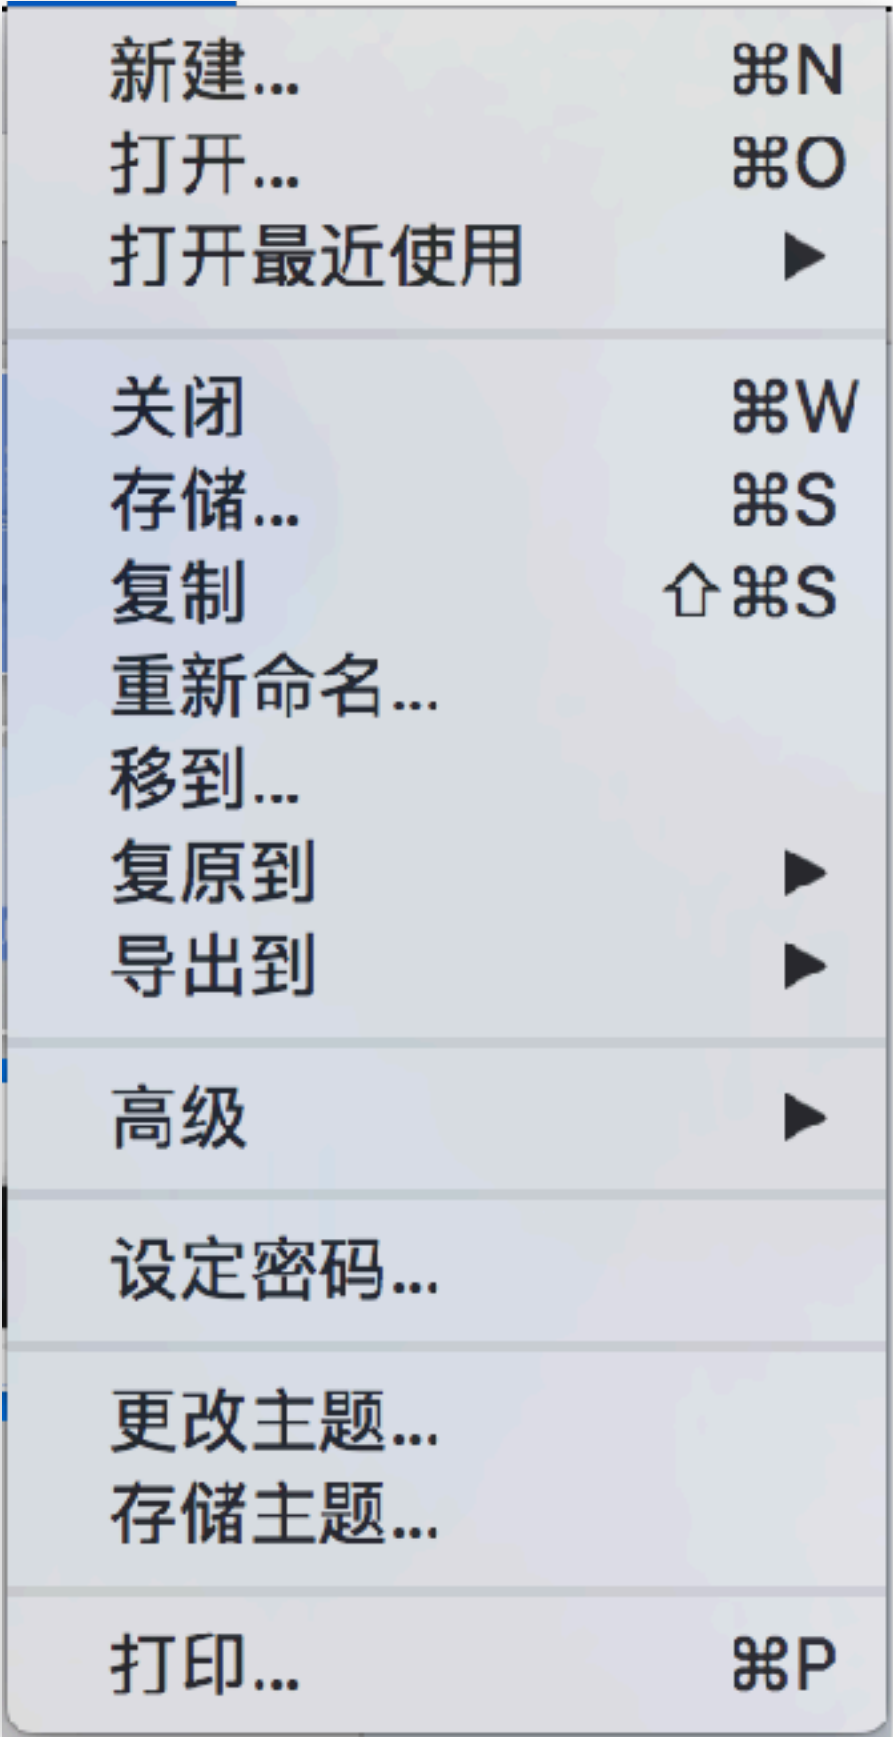 新建... ⌘N
打开... ⌘O
打开最近使用 ▶
关闭 ⌘W
存储... ⌘S
复制 ⇧⌘S
重新命名...
移到...
复原到 ▶
导出到 ▶
高级 ▶
设定密码...
更改主题...
存储主题...
打印... ⌘P